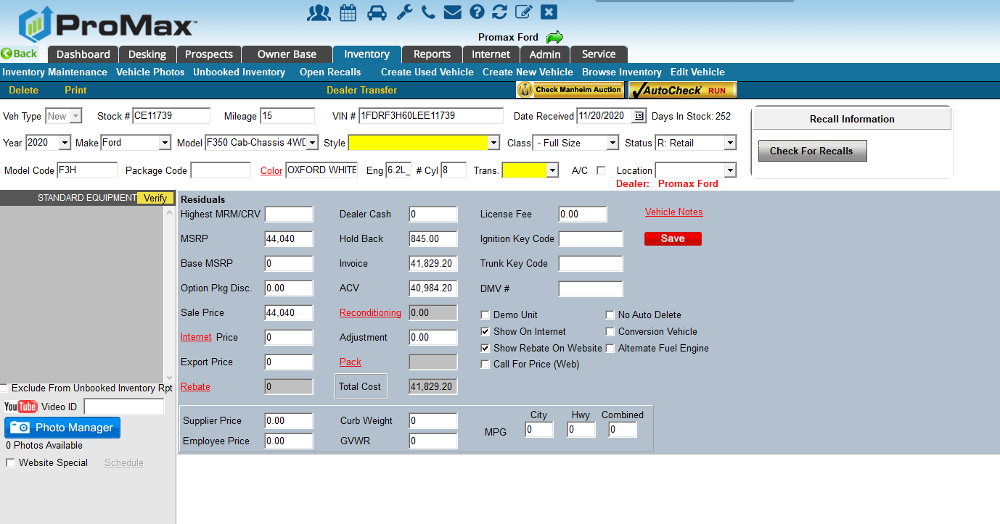 ProMax™
Promax Ford
Back Dashboard Desking Prospects Owner Base Inventory Reports Internet Admin Service
Inventory Maintenance Vehicle Photos Unbooked Inventory Open Recalls Create Used Vehicle Create New Vehicle Browse Inventory Edit Vehicle
Delete Print Dealer Transfer Check Manheim Auction AutoCheck RUN
Veh Type New Stock # CE11739 Mileage 15 VIN # 1FDRF3H60LEE11739 Date Received 11/20/2020 15 Days In Stock: 252
Recall Information
Year 2020 Make Ford Model F350 Cab-Chassis 4WD Style Class - Full Size Status R: Retail
Check For Recalls
Model Code F3H Package Code Color OXFORD WHITE Eng 6.2L_ # Cyl 8 Trans. A/C Location
Dealer: Promax Ford
STANDARD EQUIPMENT Verify
Residuals
Highest MRM/CRV Dealer Cash 0 License Fee 0.00 Vehicle Notes
MSRP 44,040 Hold Back 845.00 Ignition Key Code Save
Base MSRP 0 Invoice 41,829.20 Trunk Key Code
Option Pkg Disc. 0.00 ACV 40,984.20 DMV #
Sale Price 44,040 Reconditioning 0.00 Demo Unit No Auto Delete
Internet Price 0 Adjustment 0.00 Show On Internet Conversion Vehicle
Show Rebate On Website Alternate Fuel Engine
Export Price 0 Pack Call For Price (Web)
Rebate 0 Total Cost 41,829.20
Exclude From Unbooked Inventory Rpt
YouTube Video ID
Photo Manager
0 Photos Available
Website Special Schedule
Supplier Price 0.00 Curb Weight 0 MPG City Hwy Combined
0 0 0
Employee Price 0.00 GVWR 0